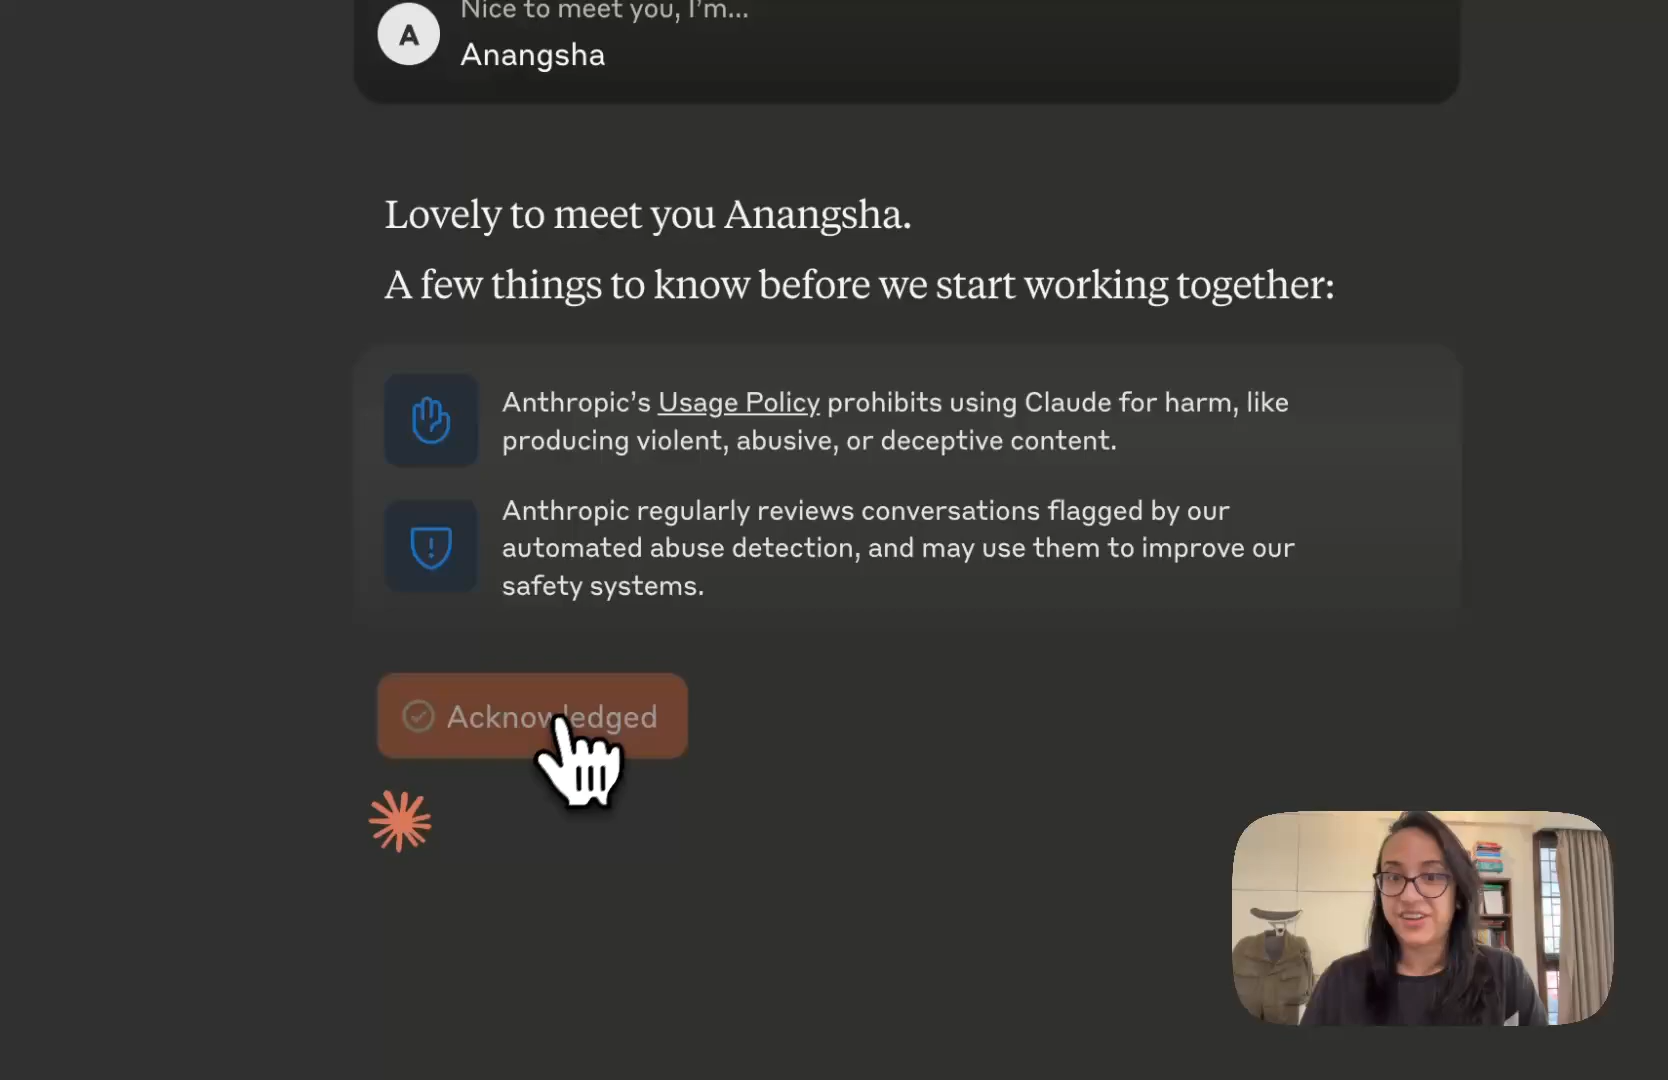 Nice to meet you, I'm...
A
Anangsha
Lovely to meet you Anangsha.
A few things to know before we start working together:
Anthropic's Usage Policy prohibits using Claude for harm, like
producing violent, abusive, or deceptive content.
Anthropic regularly reviews conversations flagged by our
automated abuse detection, and may use them to improve our
safety systems.
Acknowledged